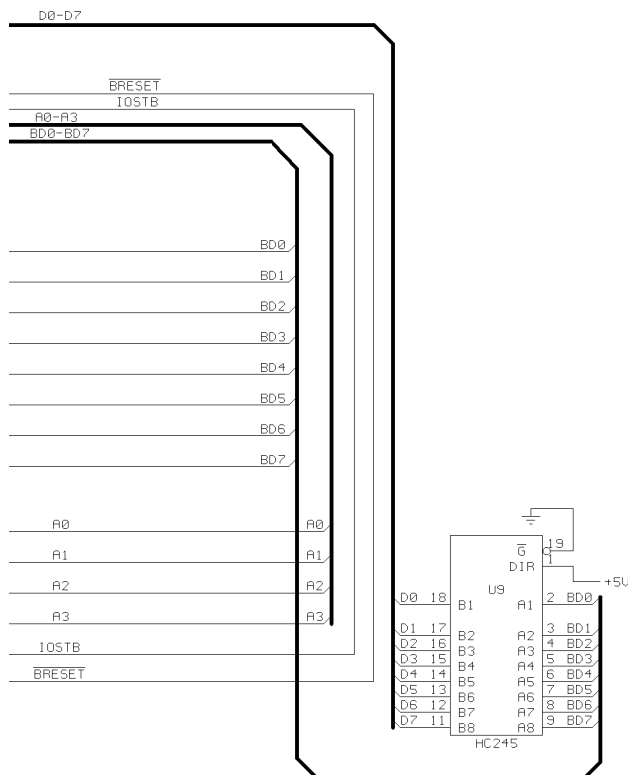 D0-D7
BRESET
IOSTB
A0-A3
BD0-BD7
BD0
BD1
BD2
BD3
BD4
BD5
BD6
BD7
A0 A0
A1 A1
A2 A2
A3 A3
IOSTB
BRESET
G 19
DIR 1
+5V
U9
D0 18 B1 A1 2 BD0
D1 17 B2 A2 3 BD1
D2 16 B3 A3 4 BD2
D3 15 B4 A4 5 BD3
D4 14 B5 A5 6 BD4
D5 13 B6 A6 7 BD5
D6 12 B7 A7 8 BD6
D7 11 B8 A8 9 BD7
HC245